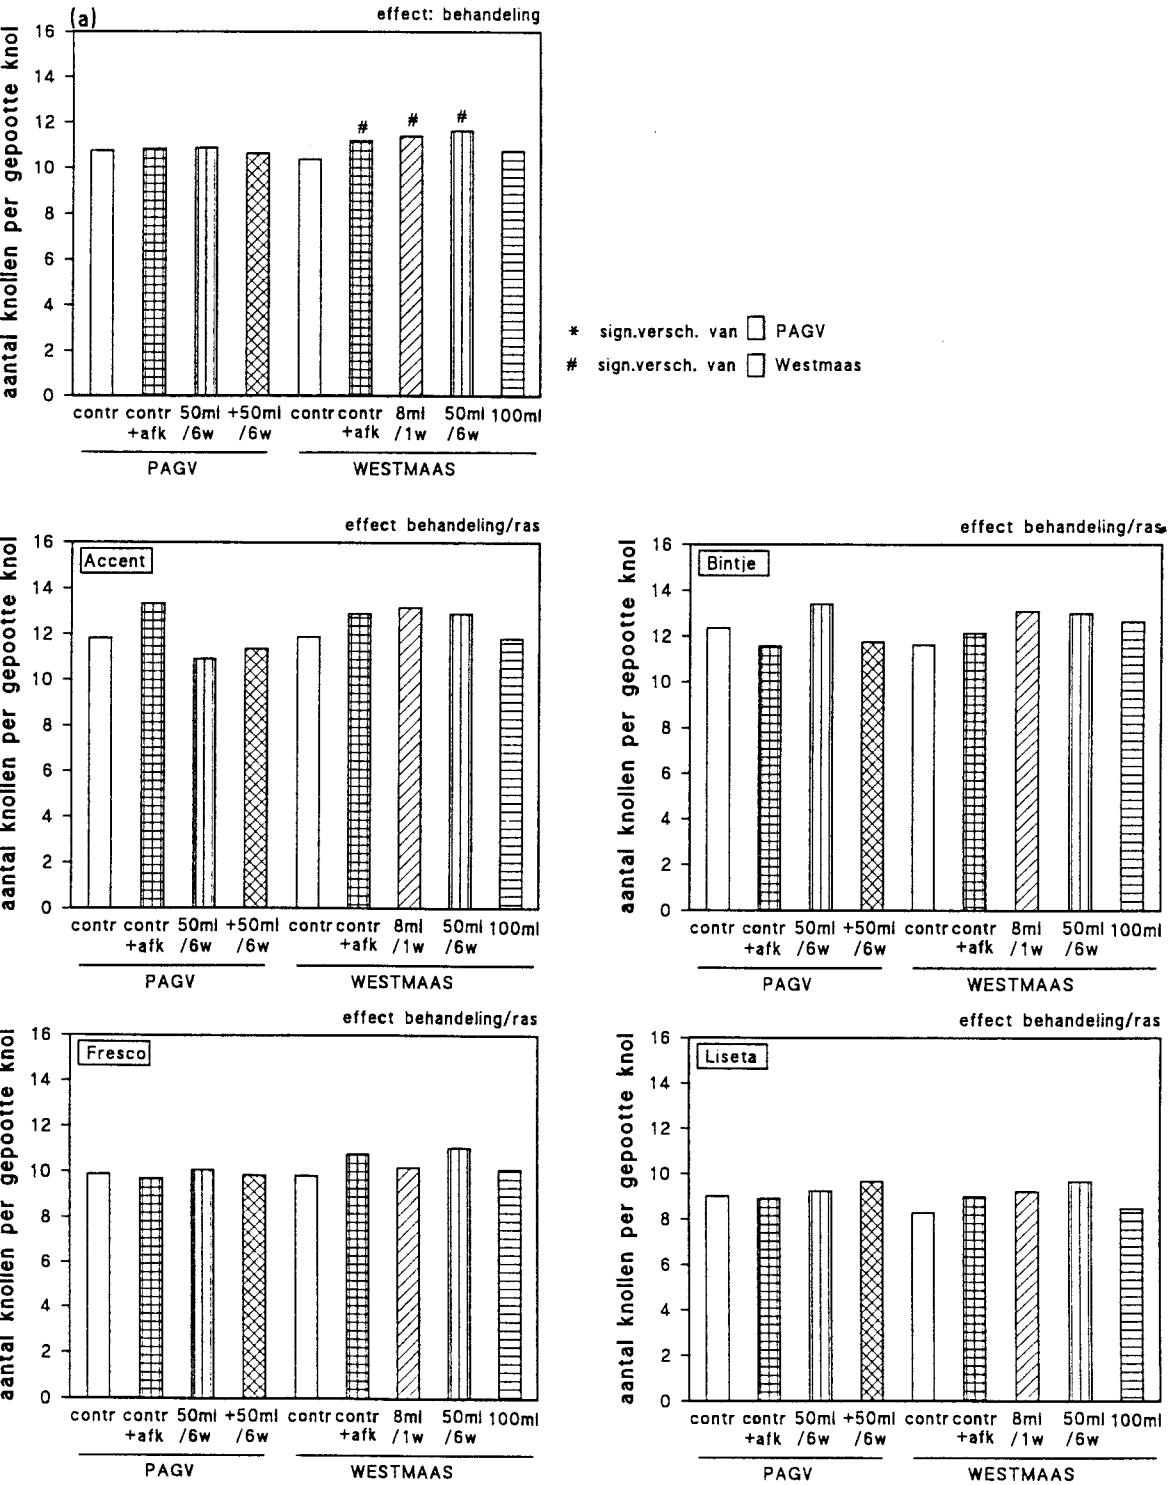 (a)
effect: behandeling
aantal knollen per gepootte knol
16
14
12
10
8
6
4
2
0
# # #
contr contr 50ml +50ml contr contr 8ml 50ml 100ml
+afk /6w /6w +afk /1w /6w
PAGV WESTMAAS
* sign.versch. van PAGV
# sign.versch. van Westmaas
effect behandeling/ras
Accent
aantal knollen per gepootte knol
16
14
12
10
8
6
4
2
0
contr contr 50ml +50ml contr contr 8ml 50ml 100ml
+afk /6w /6w +afk /1w /6w
PAGV WESTMAAS
effect behandeling/ras
Bintje
aantal knollen per gepootte knol
16
14
12
10
8
6
4
2
0
contr contr 50ml +50ml contr contr 8ml 50ml 100ml
+afk /6w /6w +afk /1w /6w
PAGV WESTMAAS
effect behandeling/ras
Fresco
aantal knollen per gepootte knol
16
14
12
10
8
6
4
2
0
contr contr 50ml +50ml contr contr 8ml 50ml 100ml
+afk /6w /6w +afk /1w /6w
PAGV WESTMAAS
effect behandeling/ras
Liseta
aantal knollen per gepootte knol
16
14
12
10
8
6
4
2
0
contr contr 50ml +50ml contr contr 8ml 50ml 100ml
+afk /6w /6w +afk /1w /6w
PAGV WESTMAAS